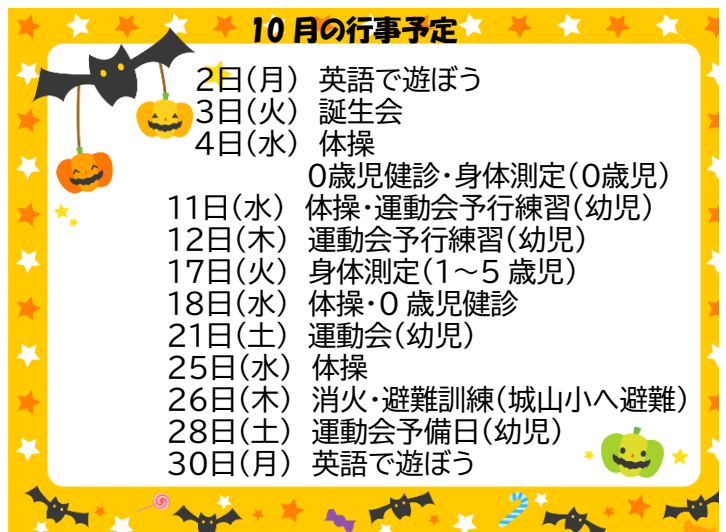 10月の行事予定
2日(月) 英語で遊ぼう
3日(火) 誕生会
4日(水) 体操
0歳児健診・身体測定(0歳児)
11日(水) 体操・運動会予行練習(幼児)
12日(木) 運動会予行練習(幼児)
17日(火) 身体測定(1～5歳児)
18日(水) 体操・0歳児健診
21日(土) 運動会(幼児)
25日(水) 体操
26日(木) 消火・避難訓練(城山小へ避難)
28日(土) 運動会予備日(幼児)
30日(月) 英語で遊ぼう